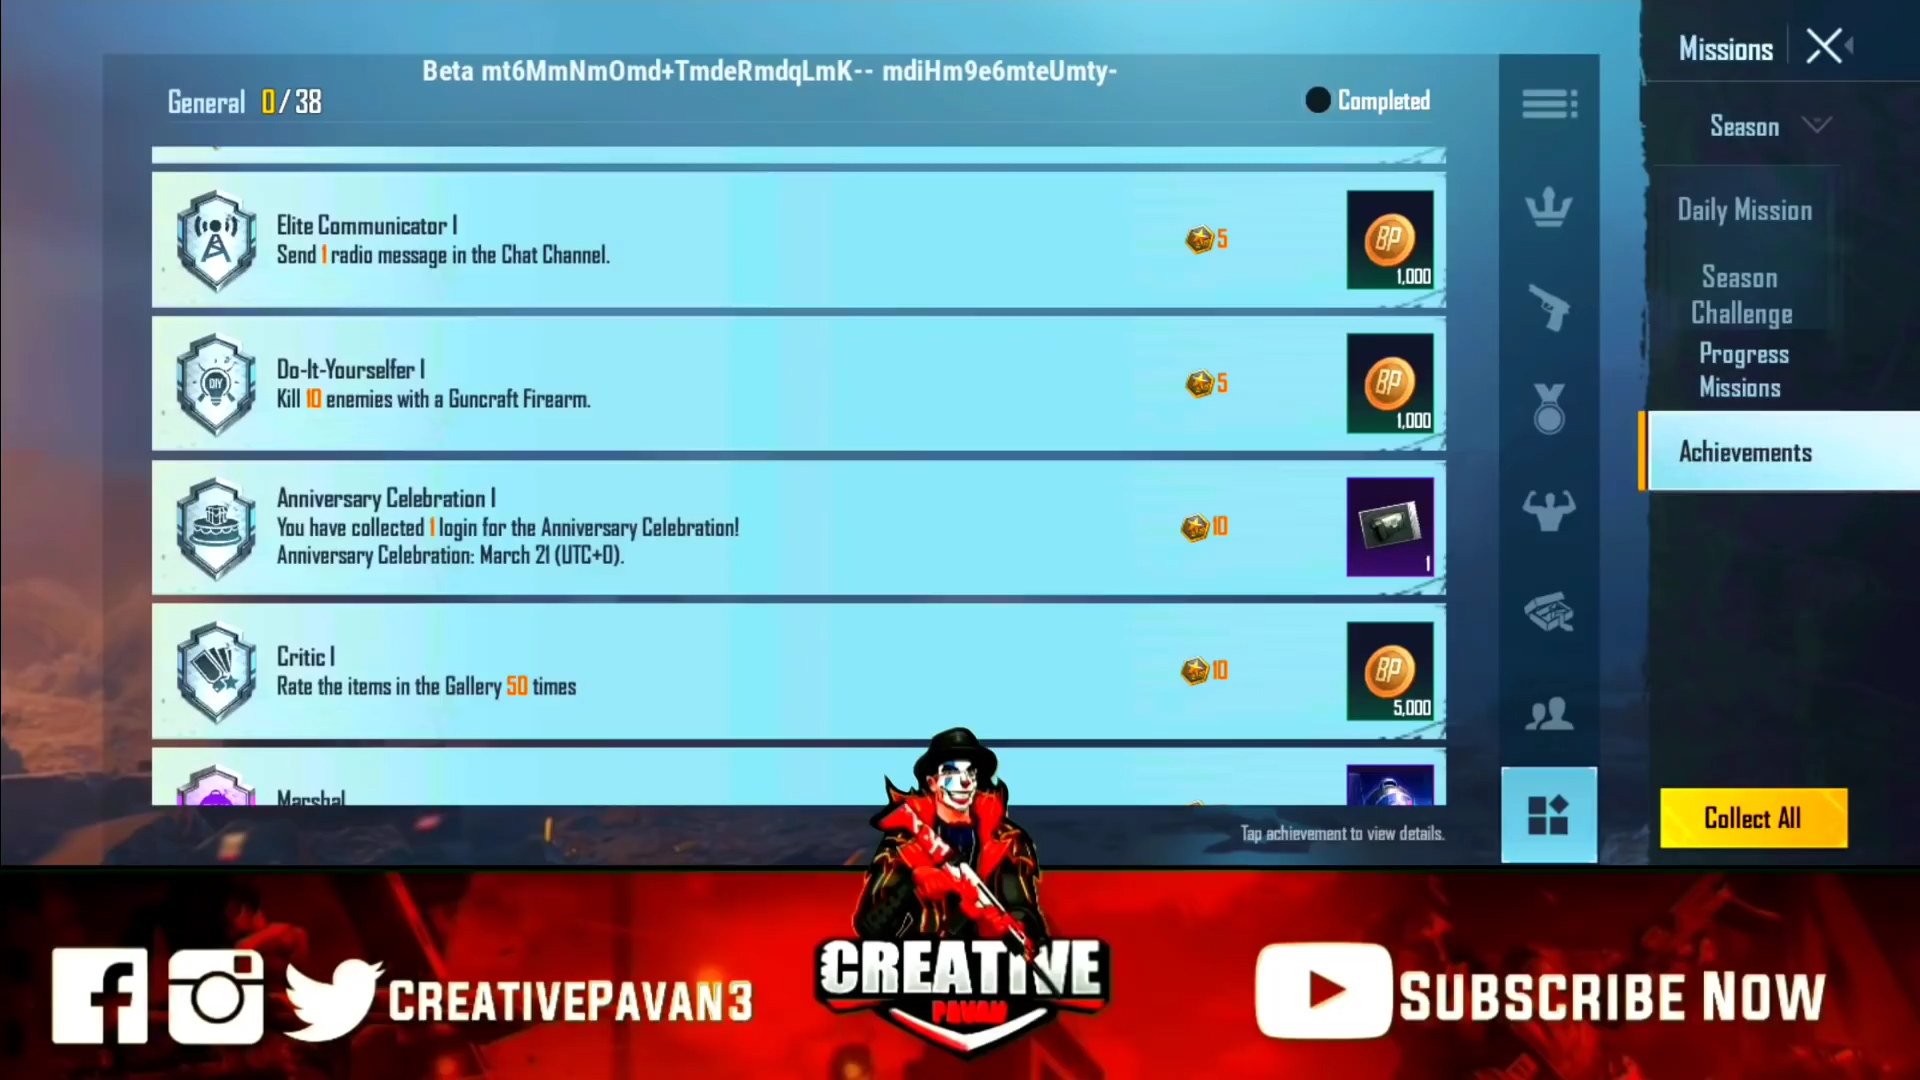 Beta mt6MmNmOmd+TmdeRmdqLmK-- mdiHm9e6mteUmty-
General 0/38
Completed
Elite Communicator I
Send 1 radio message in the Chat Channel.
5
BP
1,000
Do-It-Yourselfer I
Kill 10 enemies with a Guncraft Firearm.
DIY
5
BP
1,000
Anniversary Celebration I
You have collected 1 login for the Anniversary Celebration!
Anniversary Celebration: March 21 (UTC+0).
10
1
Critic I
Rate the items in the Gallery 50 times
10
BP
5,000
Marshal
Tap achievement to view details.
Missions
Season
Daily Mission
Season
Challenge
Progress
Missions
Achievements
Collect All
CREATIVEPAVAN3
CREATIVE
PAVAN
SUBSCRIBE NOW